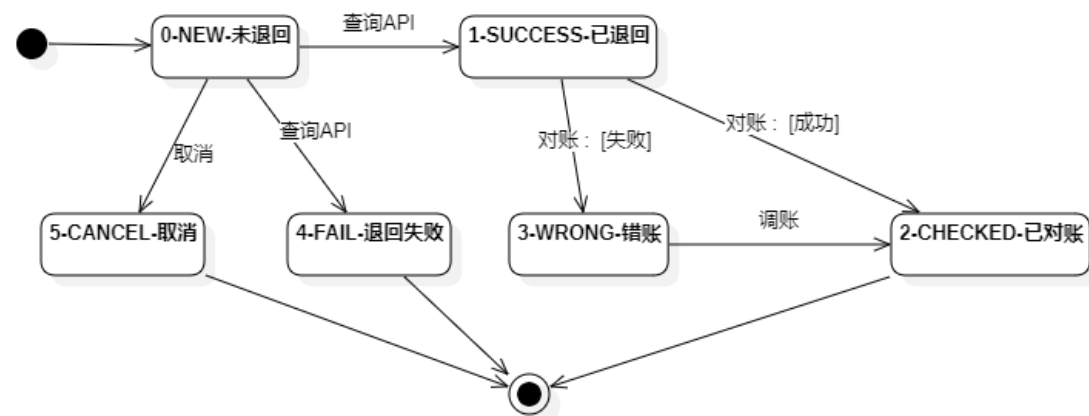 查询API
0-NEW-未退回
1-SUCCESS-已退回
查询API
对账： [成功]
对账： [失败]
取消
5-CANCEL-取消
4-FAIL-退回失败
3-WRONG-错账
调账
2-CHECKED-已对账